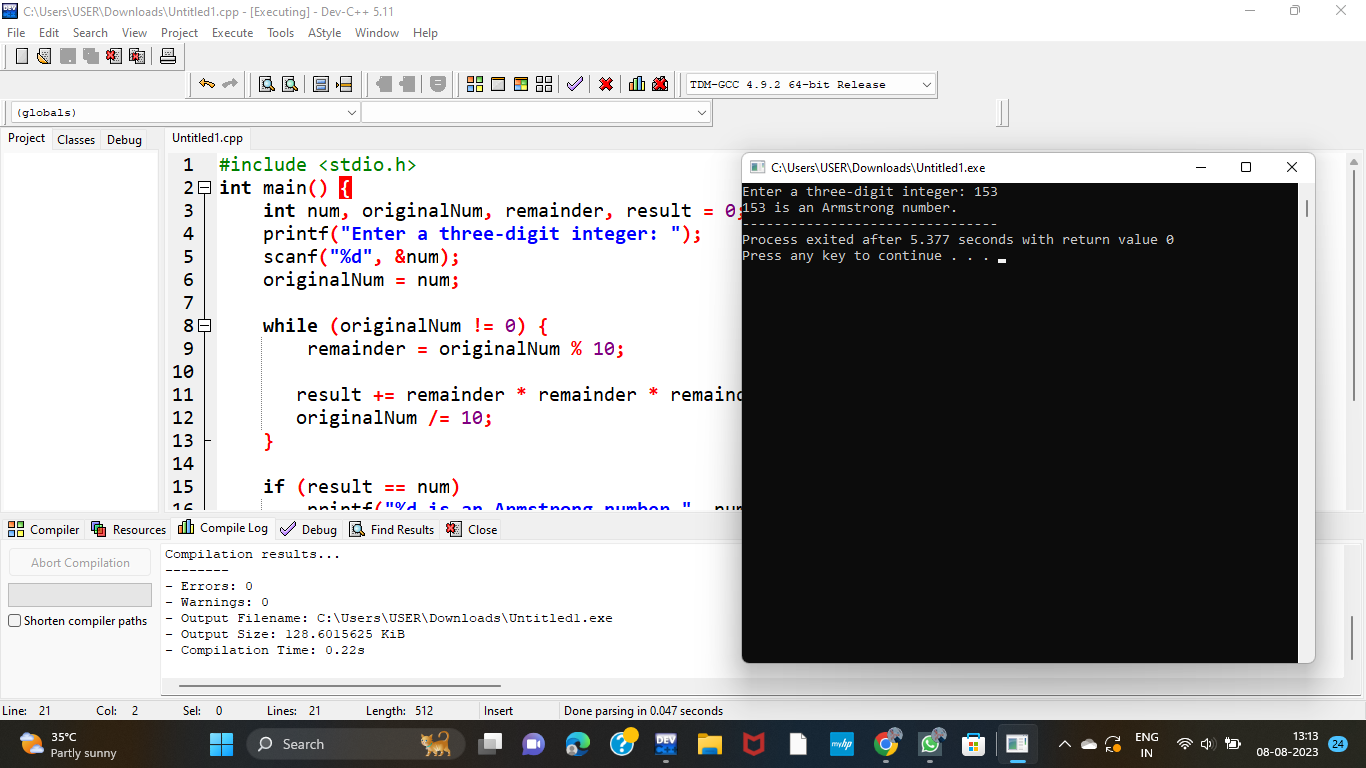 C:\Users\USER\Downloads\Untitled1.cpp - [Executing] - Dev-C++ 5.11
File Edit Search View Project Execute Tools AStyle Window Help
TDM-GCC 4.9.2 64-bit Release
(globals)
Project Classes Debug
Untitled1.cpp
1 #include <stdio.h>
2 int main() {
3 int num, originalNum, remainder, result = 0;
4 printf("Enter a three-digit integer: ");
5 scanf("%d", &num);
6 originalNum = num;
7
8 while (originalNum != 0) {
9 remainder = originalNum % 10;
10
11 result += remainder * remainder *
12 originalNum /= 10;
13 }
14
15 if (result == num)
16 printf("%d is an Armstrong number.",
C:\Users\USER\Downloads\Untitled1.exe
Enter a three-digit integer: 153
153 is an Armstrong number.
--------------------------------
Process exited after 5.377 seconds with return value 0
Press any key to continue . . .
Compiler Resources Compile Log Debug Find Results Close
Abort Compilation
Shorten compiler paths
Compilation results...
--------
- Errors: 0
- Warnings: 0
- Output Filename: C:\Users\USER\Downloads\Untitled1.exe
- Output Size: 128.6015625 KiB
- Compilation Time: 0.22s
Line: 21 Col: 2 Sel: 0 Lines: 21 Length: 512 Insert Done parsing in 0.047 seconds
35°C
Partly sunny
Search
DEV
myhp
ENG
IN
13:13
08-08-2023
24